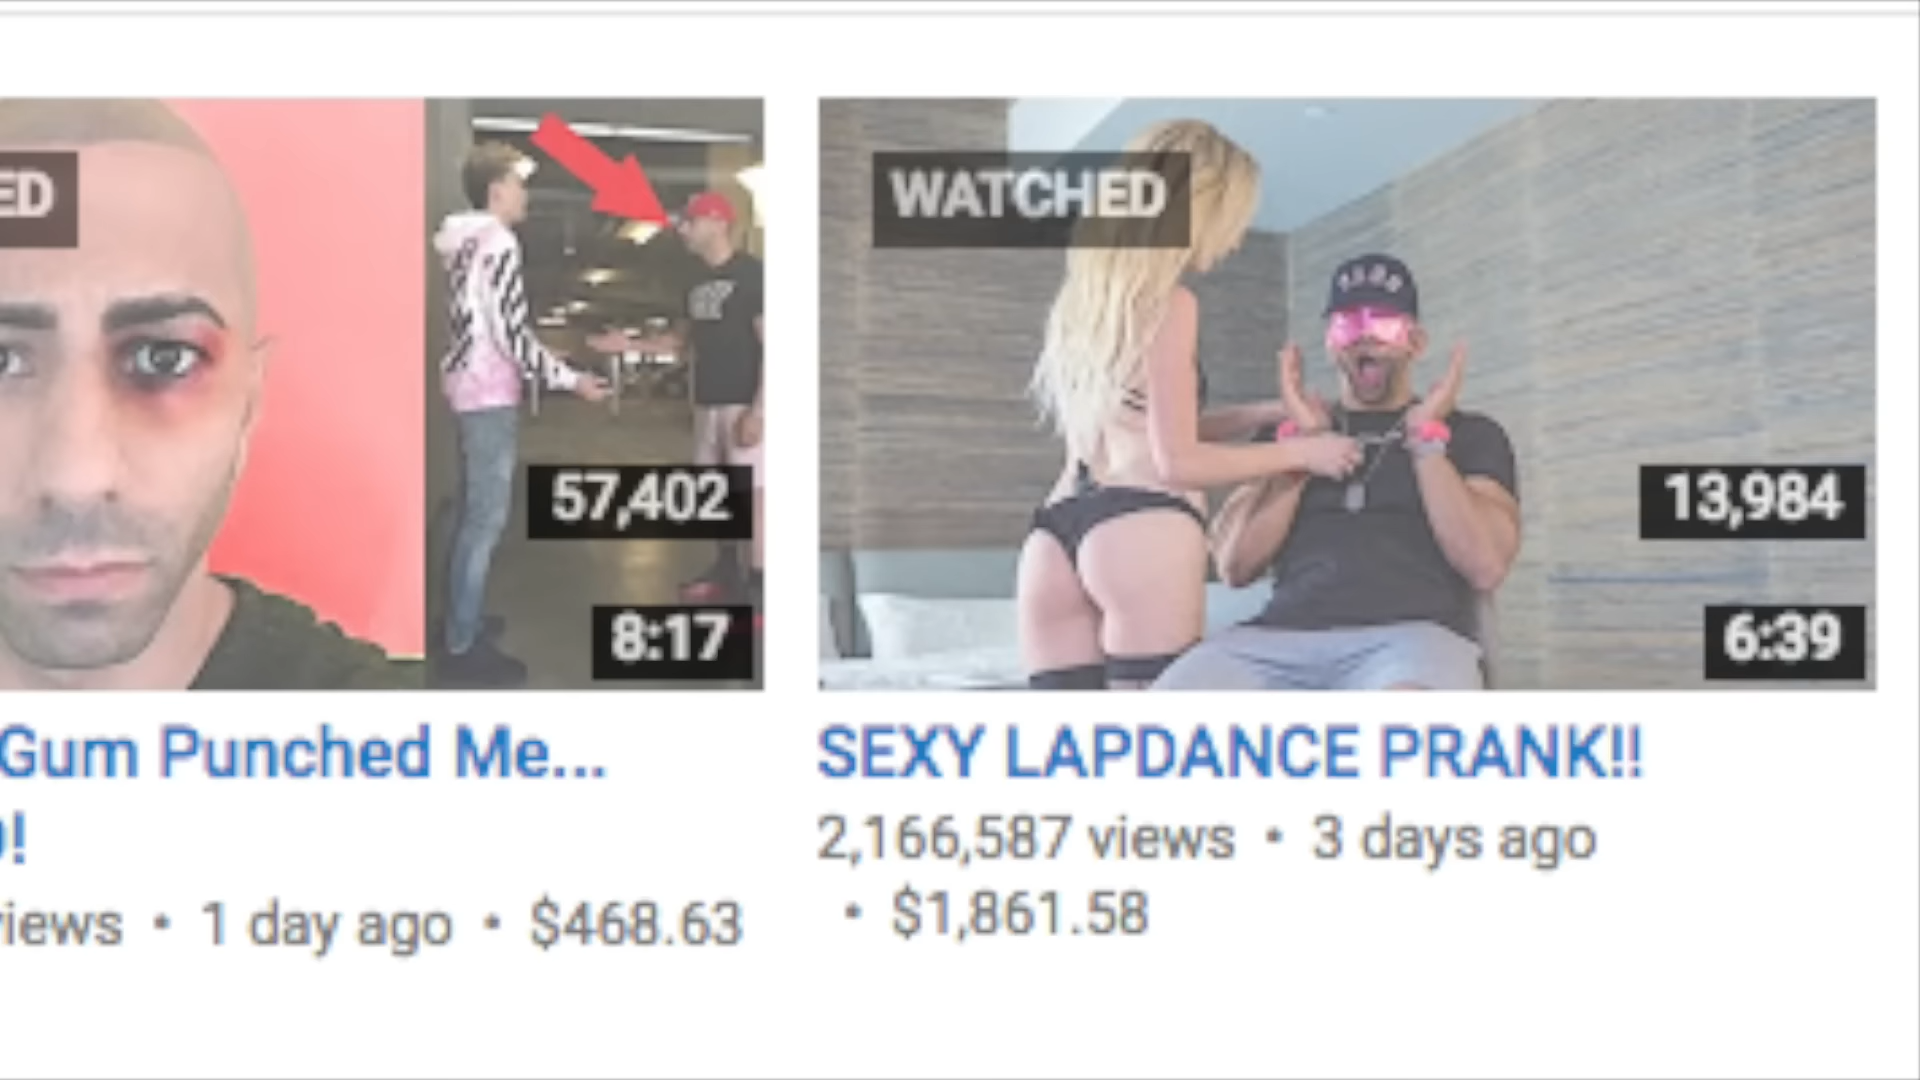 ED
WATCHED
57,402
13,984
8:17
6:39
Gum Punched Me...
!
views • 1 day ago • $468.63
SEXY LAPDANCE PRANK!!
2,166,587 views • 3 days ago
• $1,861.58